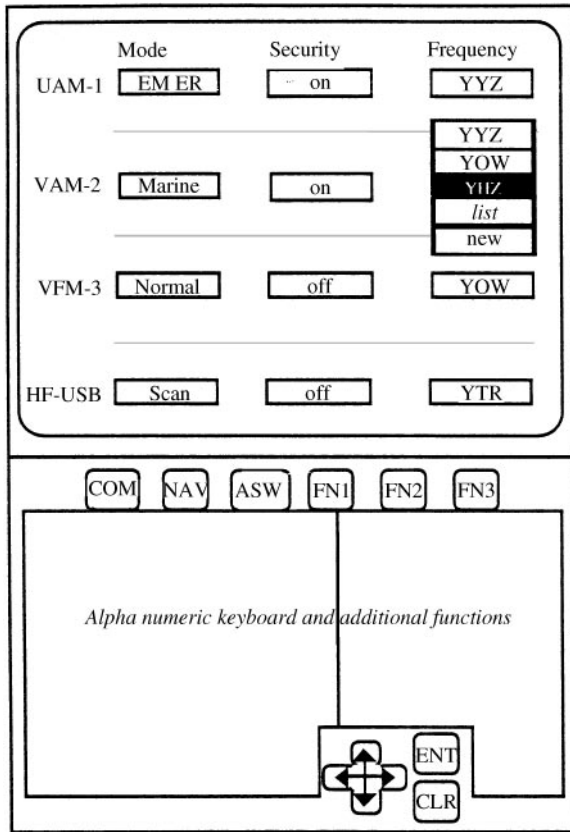 Mode Security Frequency
UAM-1 EM ER on YYZ
YYZ
YOW
VAM-2 Marine on YHZ
list
new
VFM-3 Normal off YOW
HF-USB Scan off YTR
COM NAV ASW FN1 FN2 FN3
Alpha numeric keyboard and additional functions
ENT
CLR